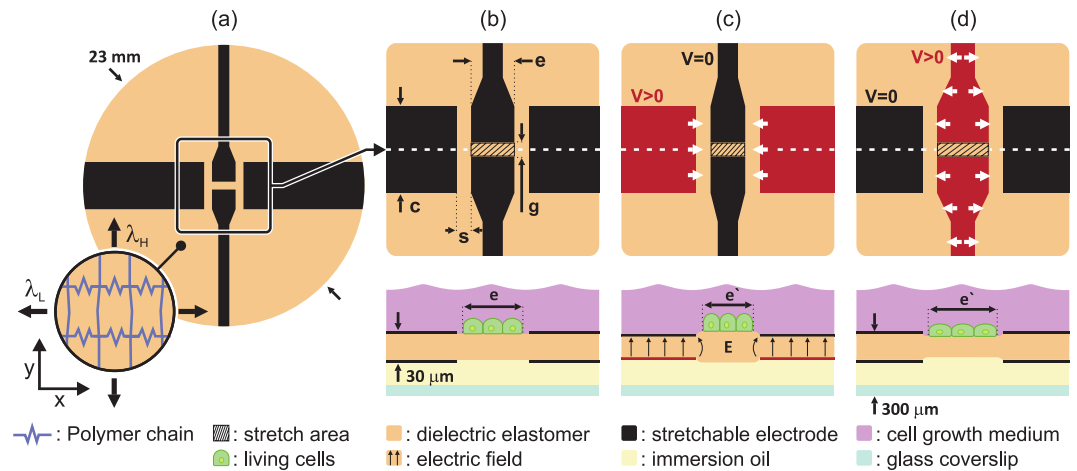 (a)
(b)
(c)
(d)
23 mm
λH
λL
y
x
e
c
s
g
V>0
V=0
V>0
V=0
e
30 μm
e`
E
e`
300 μm
: Polymer chain
: stretch area
: dielectric elastomer
: stretchable electrode
: cell growth medium
: living cells
: electric field
: immersion oil
: glass coverslip